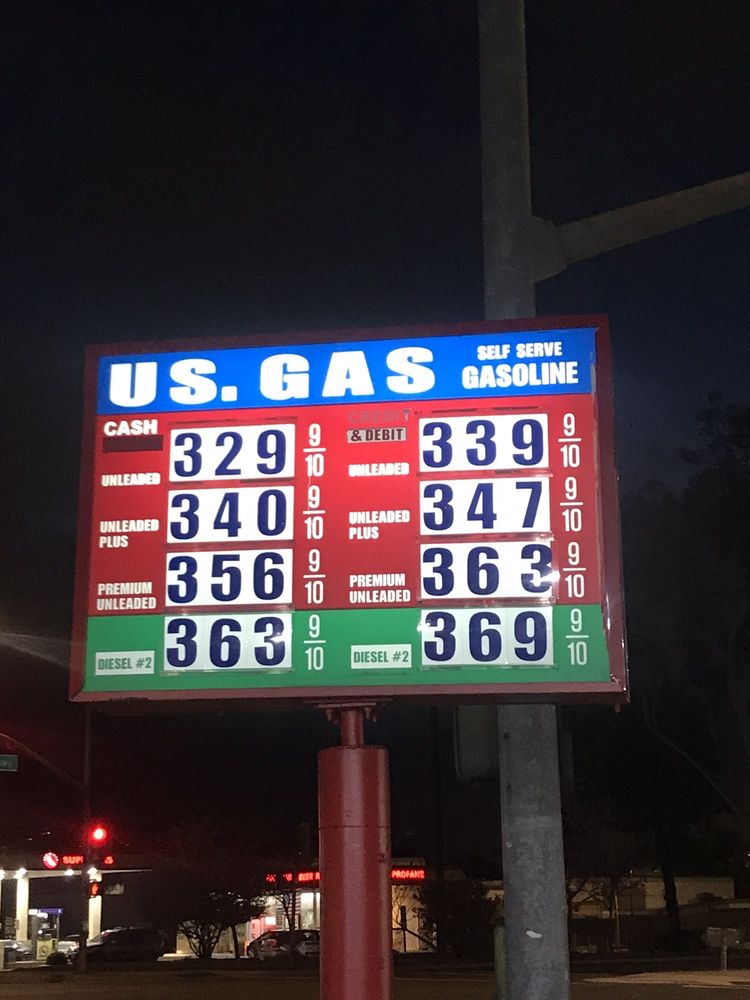 U.S. GAS
SELF SERVE
GASOLINE
CASH
CREDIT
& DEBIT
UNLEADED
329 9/10
UNLEADED
339 9/10
UNLEADED
PLUS
340 9/10
UNLEADED
PLUS
347 9/10
PREMIUM
UNLEADED
356 9/10
PREMIUM
UNLEADED
363 9/10
DIESEL #2
363 9/10
DIESEL #2
369 9/10
PROPANE